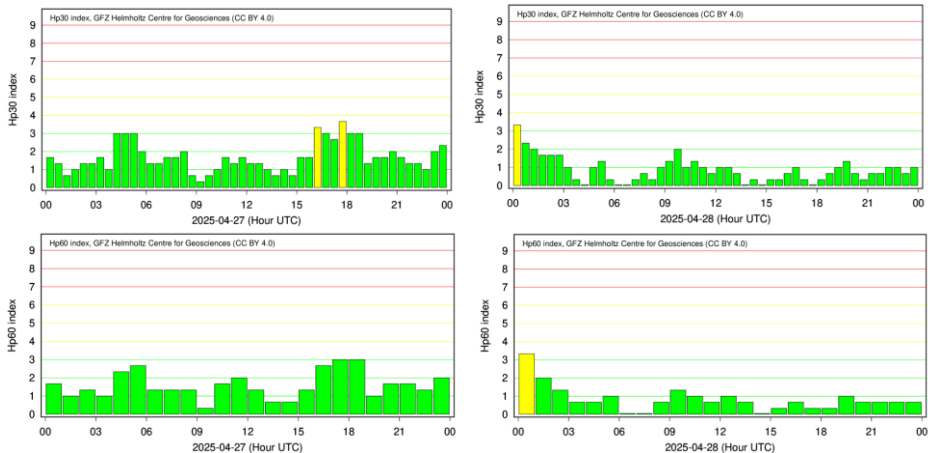 Hp30 index, GFZ Helmholtz Centre for Geosciences (CC BY 4.0)
9
8
7
6
5
4
3
2
1
0
Hp30 index
00 03 06 09 12 15 18 21 00
2025-04-27 (Hour UTC)
Hp30 index, GFZ Helmholtz Centre for Geosciences (CC BY 4.0)
9
8
7
6
5
4
3
2
1
0
Hp30 index
00 03 06 09 12 15 18 21 00
2025-04-28 (Hour UTC)
Hp60 index, GFZ Helmholtz Centre for Geosciences (CC BY 4.0)
9
8
7
6
5
4
3
2
1
0
Hp60 index
00 03 06 09 12 15 18 21 00
2025-04-27 (Hour UTC)
Hp60 index, GFZ Helmholtz Centre for Geosciences (CC BY 4.0)
9
8
7
6
5
4
3
2
1
0
Hp60 index
00 03 06 09 12 15 18 21 00
2025-04-28 (Hour UTC)